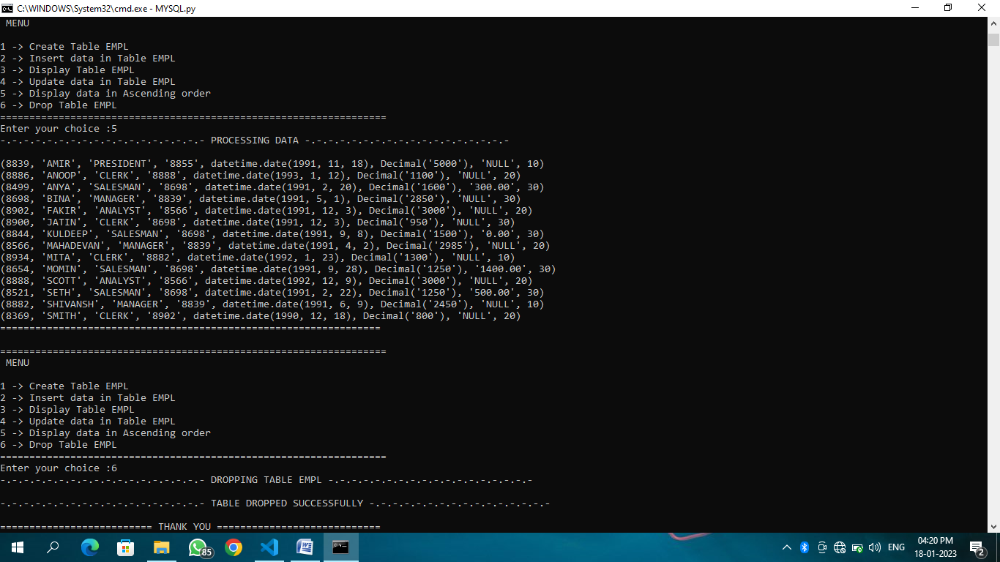 C:\WINDOWS\System32\cmd.exe - MYSQL.py
MENU
1 -> Create Table EMPL
2 -> Insert data in Table EMPL
3 -> Display Table EMPL
4 -> Update data in Table EMPL
5 -> Display data in Ascending order
6 -> Drop Table EMPL
==================================================================
Enter your choice :5
-.-.-.-.-.-.-.-.-.-.-.-.-.-.-.-.-.- PROCESSING DATA -.-.-.-.-.-.-.-.-.-.-.-.-.-.-.-.-.-
(8839, 'AMIR', 'PRESIDENT', '8855', datetime.date(1991, 11, 18), Decimal('5000'), 'NULL', 10)
(8886, 'ANOOP', 'CLERK', '8888', datetime.date(1993, 1, 12), Decimal('1100'), 'NULL', 20)
(8499, 'ANYA', 'SALESMAN', '8698', datetime.date(1991, 2, 20), Decimal('1600'), '300.00', 30)
(8698, 'BINA', 'MANAGER', '8839', datetime.date(1991, 5, 1), Decimal('2850'), 'NULL', 30)
(8902, 'FAKIR', 'ANALYST', '8566', datetime.date(1991, 12, 3), Decimal('3000'), 'NULL', 20)
(8900, 'JATIN', 'CLERK', '8698', datetime.date(1991, 12, 3), Decimal('950'), 'NULL', 30)
(8844, 'KULDEEP', 'SALESMAN', '8698', datetime.date(1991, 9, 8), Decimal('1500'), '0.00', 30)
(8566, 'MAHADEVAN', 'MANAGER', '8839', datetime.date(1991, 4, 2), Decimal('2985'), 'NULL', 20)
(8934, 'MITA', 'CLERK', '8882', datetime.date(1992, 1, 23), Decimal('1300'), 'NULL', 10)
(8654, 'MOMIN', 'SALESMAN', '8698', datetime.date(1991, 9, 28), Decimal('1250'), '1400.00', 30)
(8888, 'SCOTT', 'ANALYST', '8566', datetime.date(1992, 12, 9), Decimal('3000'), 'NULL', 20)
(8521, 'SETH', 'SALESMAN', '8698', datetime.date(1991, 2, 22), Decimal('1250'), '500.00', 30)
(8882, 'SHIVANSH', 'MANAGER', '8839', datetime.date(1991, 6, 9), Decimal('2450'), 'NULL', 10)
(8369, 'SMITH', 'CLERK', '8902', datetime.date(1990, 12, 18), Decimal('800'), 'NULL', 20)
=================================================================
==================================================================
MENU
1 -> Create Table EMPL
2 -> Insert data in Table EMPL
3 -> Display Table EMPL
4 -> Update data in Table EMPL
5 -> Display data in Ascending order
6 -> Drop Table EMPL
==================================================================
Enter your choice :6
-.-.-.-.-.-.-.-.-.-.-.-.-.-.-.-.-.- DROPPING TABLE EMPL -.-.-.-.-.-.-.-.-.-.-.-.-.-.-.-.-.-
-.-.-.-.-.-.-.-.-.-.-.-.-.-.-.-.-.- TABLE DROPPED SUCCESSFULLY -.-.-.-.-.-.-.-.-.-.-.-.-.-.-.-
========================== THANK YOU ============================
85
ENG
04:20 PM
18-01-2023
2